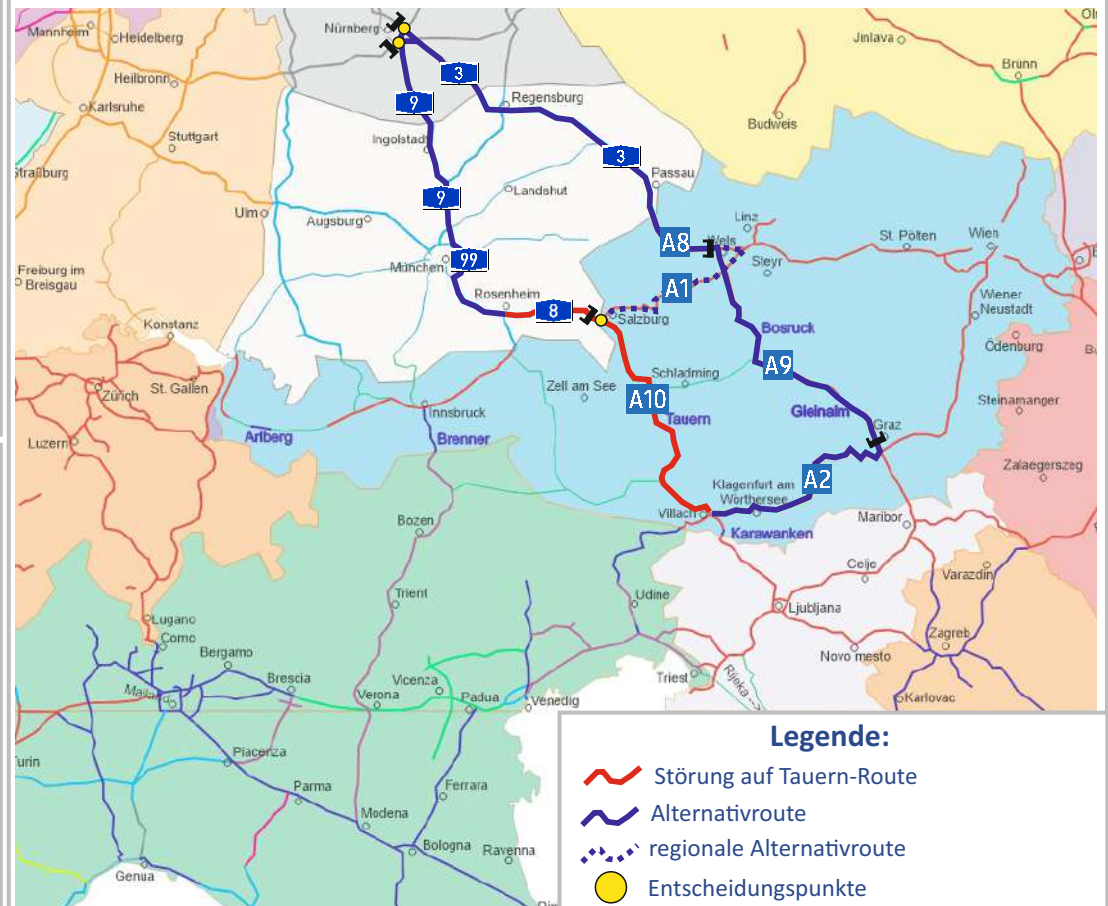 Mannheim
Heidelberg
Nürnberg
Jinlava
Heilbronn
Brünn
3
9
Karlsruhe
Regensburg
Budweis
Stuttgart
Ingolstadt
3
Straßburg
Passau
9
Landshut
Ulm
Augsburg
Linz
A8
Wels
St. Pölten
Wien
99
München
Steyr
Freiburg im
Breisgau
A1
Rosenheim
8
Salzburg
Wiener
Neustadt
Konstanz
Bosruck
Ödenburg
A9
St. Gallen
Zürich
Zell am See
Schladming
A10
Steinamanger
Innsbruck
Tauern
Gleinalm
Graz
Luzern
Arlberg
Brenner
Zalaegerszeg
A2
Klagenfurt am
Wörthersee
Villach
Maribor
Bozen
Karawanken
Celje
Varazdin
Trient
Udine
Ljubljana
Lugano
Como
Zagreb
Bergamo
Novo mesto
Brescia
Vicenza
Triest
Rijeka --->
Mailand
Verona
Padua
Venedig
Karlovac
Legende:
Piacenza
Turin
Störung auf Tauern-Route
Parma
Ferrara
Alternativroute
Modena
Bologna
Ravenna
regionale Alternativroute
Genua
Entscheidungspunkte